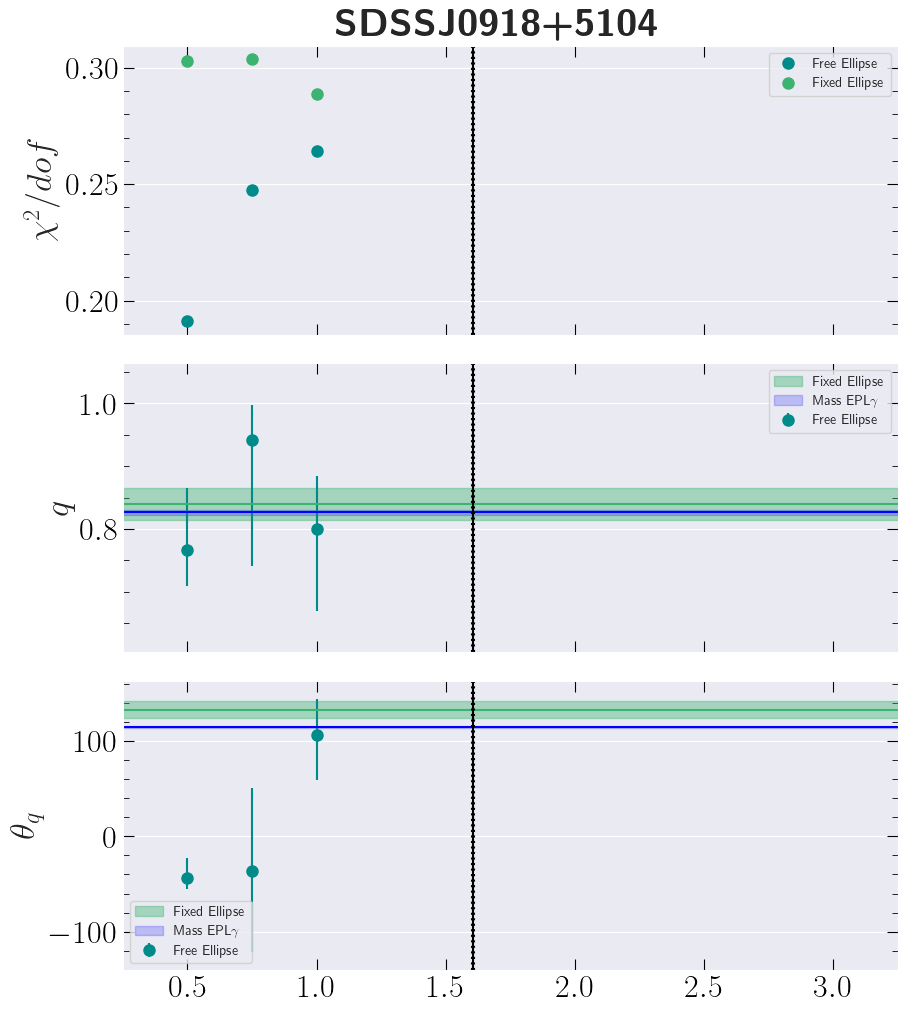 SDSSJ0918+5104
χ²/dof
0.30
0.25
0.20
Free Ellipse
Fixed Ellipse
q
1.0
0.8
Fixed Ellipse
Mass EPLγ
Free Ellipse
θ_q
100
0
−100
Fixed Ellipse
Mass EPLγ
Free Ellipse
0.5 1.0 1.5 2.0 2.5 3.0